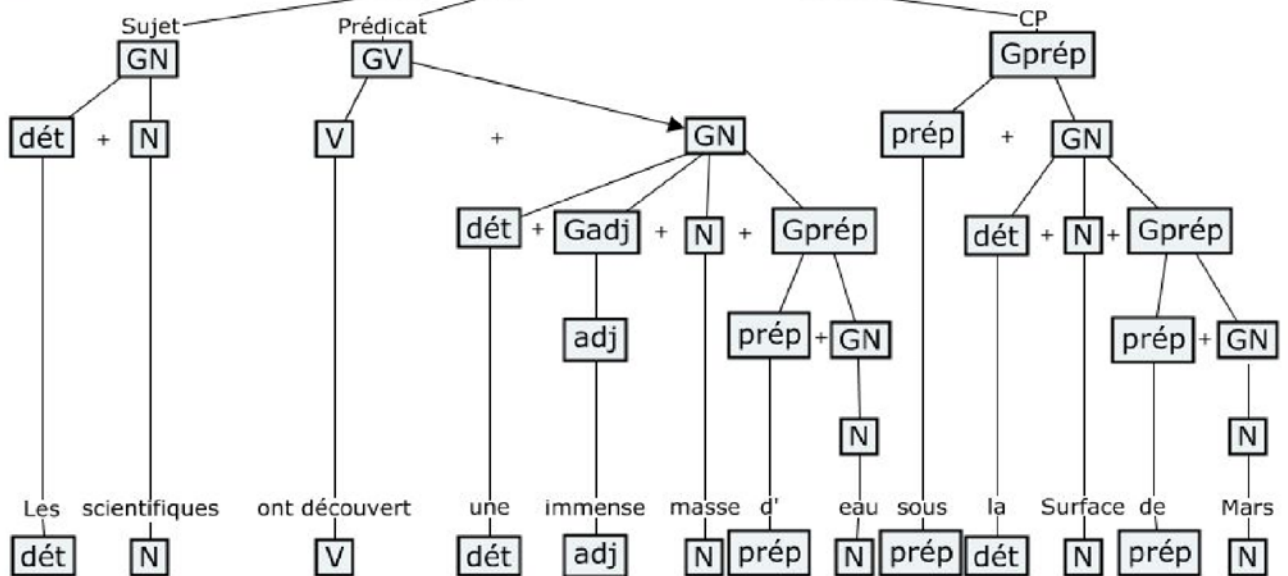 Sujet Prédicat CP
GN GV Gprép
dét + N V + GN prép + GN
dét + Gadj + N + Gprép dét + N + Gprép
adj prép + GN prép + GN
N N
Les scientifiques ont découvert une immense masse d' eau sous la Surface de Mars
dét N V dét adj N prép N prép dét N prép N